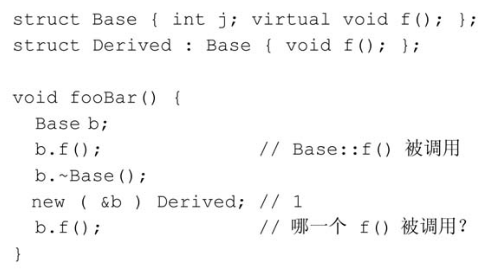 struct Base { int j; virtual void f(); };
struct Derived : Base { void f(); };
void fooBar() {
Base b;
b.f(); // Base::f() 被调用
b.~Base();
new ( &b ) Derived; // 1
b.f(); // 哪一个 f() 被调用？
}